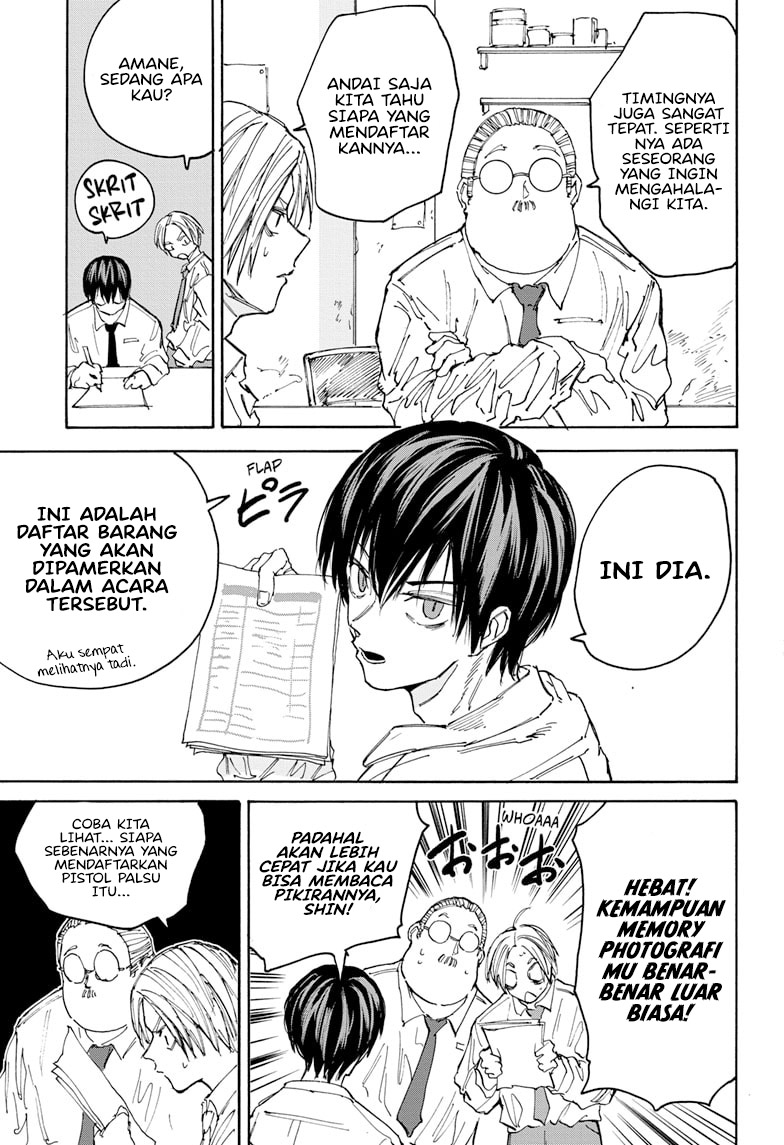 TIMINGNYA
JUGA SANGAT
TEPAT. SEPERTI
NYA ADA
SESEORANG
YANG INGIN
MENGAHALA-
NGI KITA.
ANDAI SAJA
KITA TAHU
SIAPA YANG
MENDAFTAR
KANNYA...
AMANE,
SEDANG APA
KAU?
SKRIT
SKRIT
INI DIA.
FLAP
ピラ
INI ADALAH
DAFTAR BARANG
YANG AKAN
DIPAMERKAN
DALAM ACARA
TERSEBUT.
Aku sempat
melihatnya tadi.
HEBAT!
KEMAMPUAN
MEMORY
PHOTOGRAFI
MU BENAR-
BENAR LUAR
BIASA!
WHOAAA
おおお
PADAHAL
AKAN LEBIH
CEPAT JIKA KAU
BISA MEMBACA
PIKIRANNYA,
SHIN!
COBA KITA
LIHAT... SIAPA
SEBENARNYA YANG
MENDAFTARKAN
PISTOL PALSU
ITU...